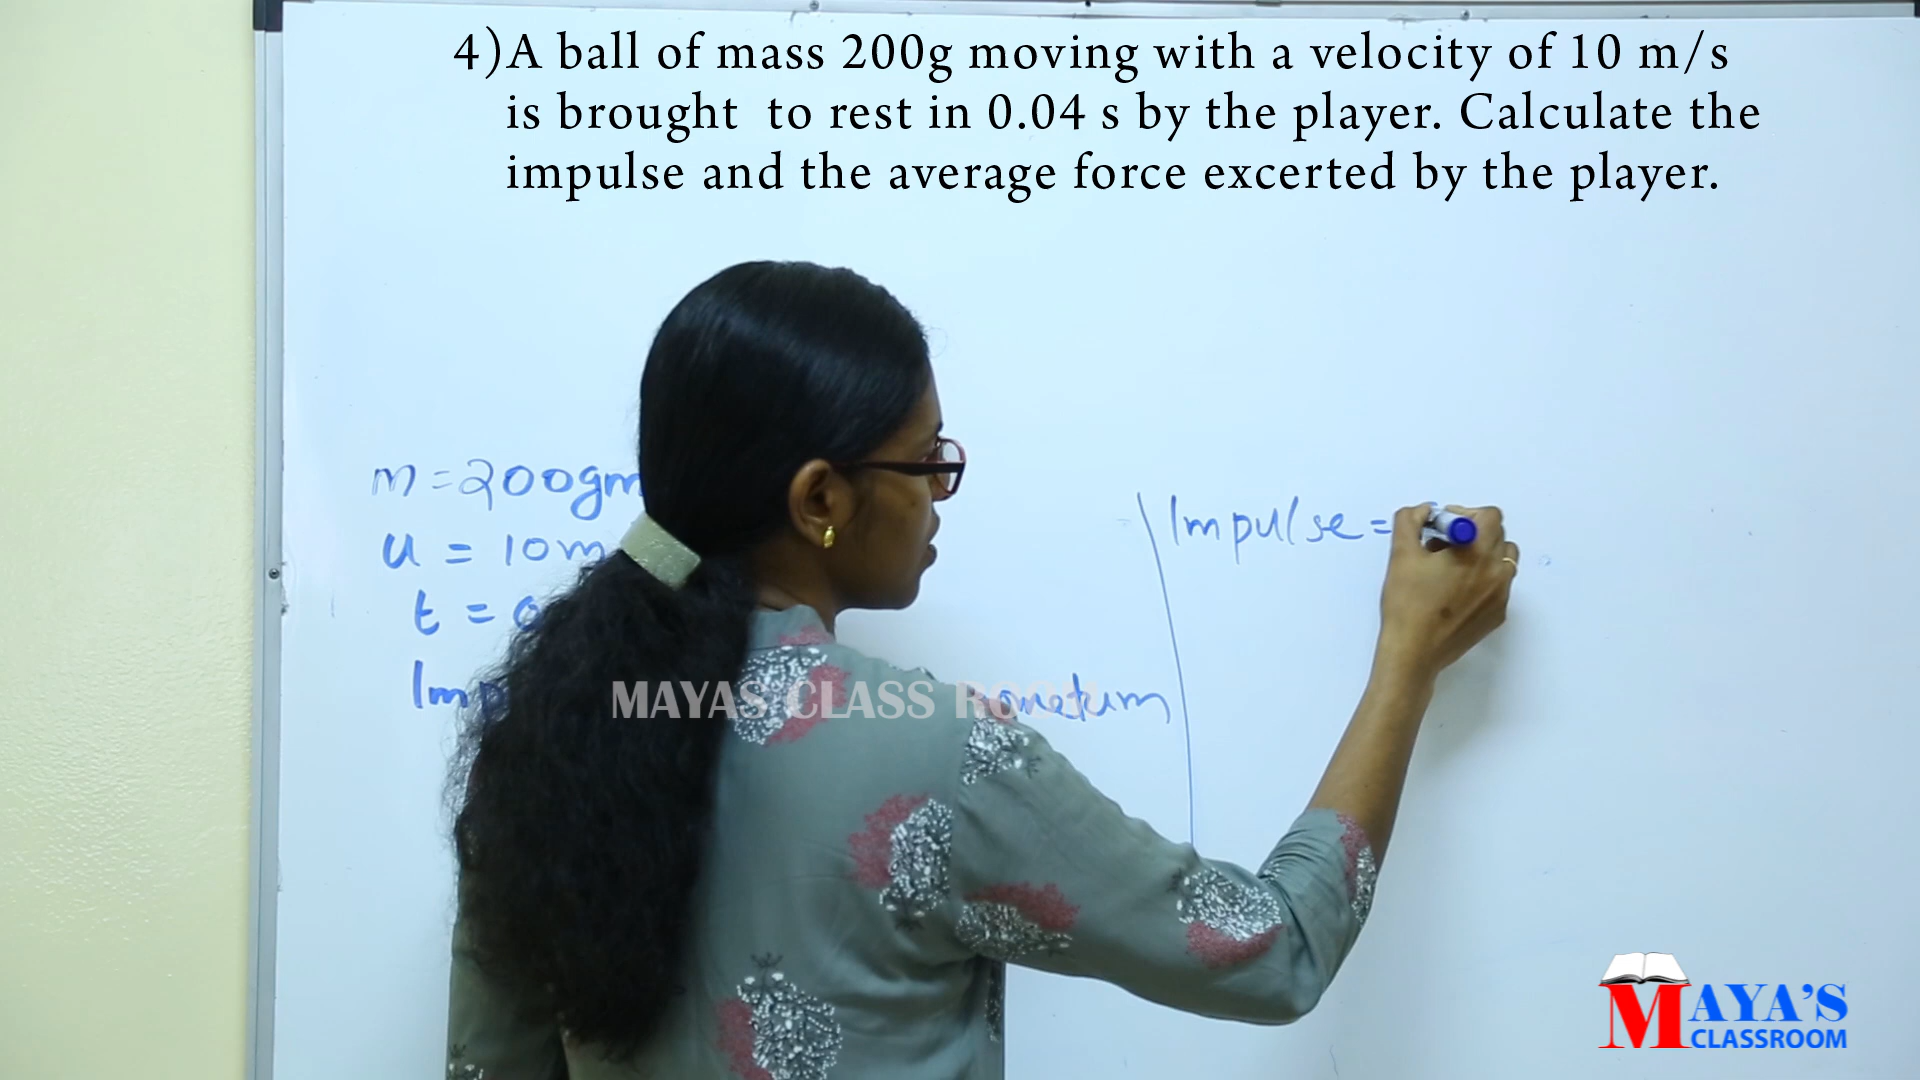 4)A ball of mass 200g moving with a velocity of 10 m/s
is brought to rest in 0.04 s by the player. Calculate the
impulse and the average force excerted by the player.
m=200gm
u = 10m
t = 0
Imp
Impulse =
MAYAS CLASS ROOM
MAYA'S
CLASSROOM